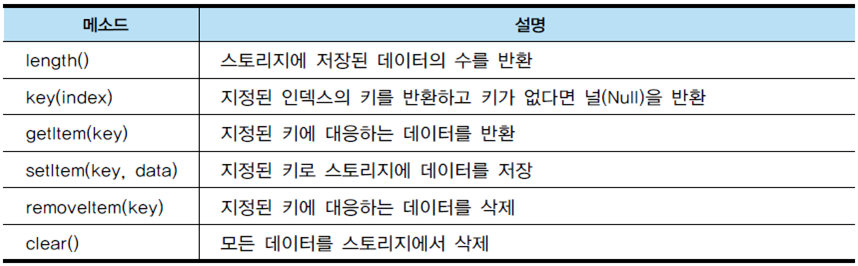 메소드 설명
length() 스토리지에 저장된 데이터의 수를 반환
key(index) 지정된 인덱스의 키를 반환하고 키가 없다면 널(Null)을 반환
getItem(key) 지정된 키에 대응하는 데이터를 반환
setItem(key, data) 지정된 키로 스토리지에 데이터를 저장
removeItem(key) 지정된 키에 대응하는 데이터를 삭제
clear() 모든 데이터를 스토리지에서 삭제